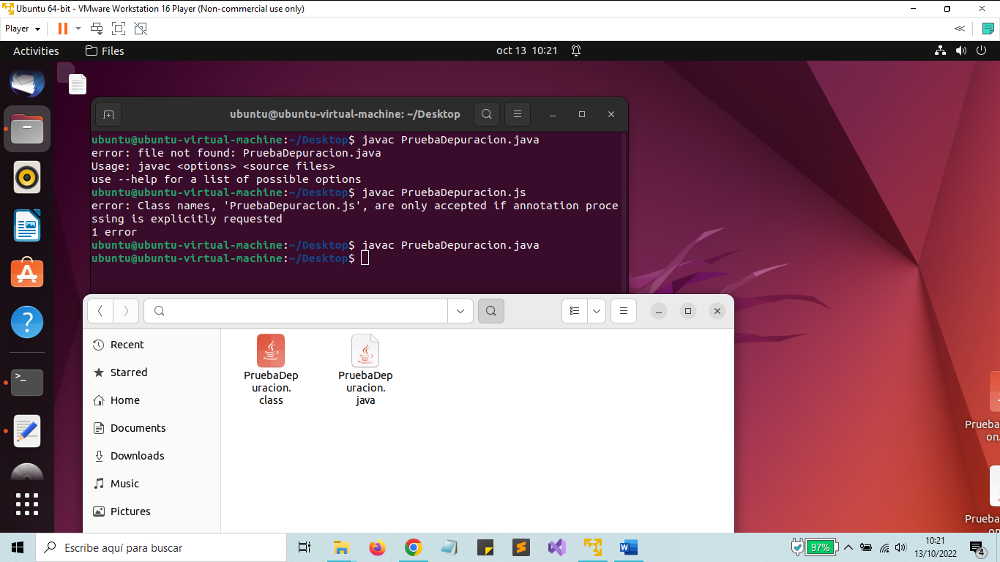 Ubuntu 64-bit - VMware Workstation 16 Player (Non-commercial use only)
Player
Activities
Files
oct 13 10:21
ubuntu@ubuntu-virtual-machine: ~/Desktop
ubuntu@ubuntu-virtual-machine:~/Desktop$ javac PruebaDepuracion.java
error: file not found: PruebaDepuracion.java
Usage: javac <options> <source files>
use --help for a list of possible options
ubuntu@ubuntu-virtual-machine:~/Desktop$ javac PruebaDepuracion.js
error: Class names, 'PruebaDepuracion.js', are only accepted if annotation proce
ssing is explicitly requested
1 error
ubuntu@ubuntu-virtual-machine:~/Desktop$ javac PruebaDepuracion.java
ubuntu@ubuntu-virtual-machine:~/Desktop$
Recent
Starred
Home
Documents
Downloads
Music
Pictures
PruebaDep
uracion.
class
PruebaDep
uracion.
java
Prueba
on.
Prueba
Escribe aquí para buscar
97%
10:21
13/10/2022
4